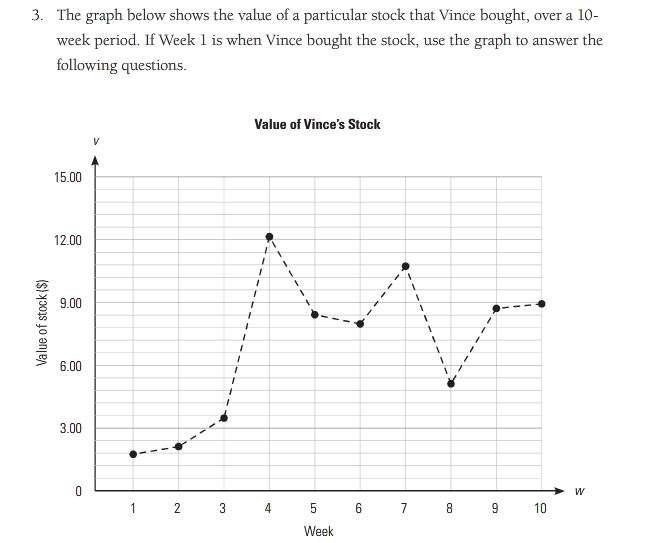 3. The graph below shows the value of a particular stock that Vince bought, over a 10-
week period. If Week 1 is when Vince bought the stock, use the graph to answer the
following questions.
Value of Vince's Stock
v
15.00
12.00
9.00
6.00
3.00
0
Value of stock ($)
1 2 3 4 5 6 7 8 9 10
w
Week